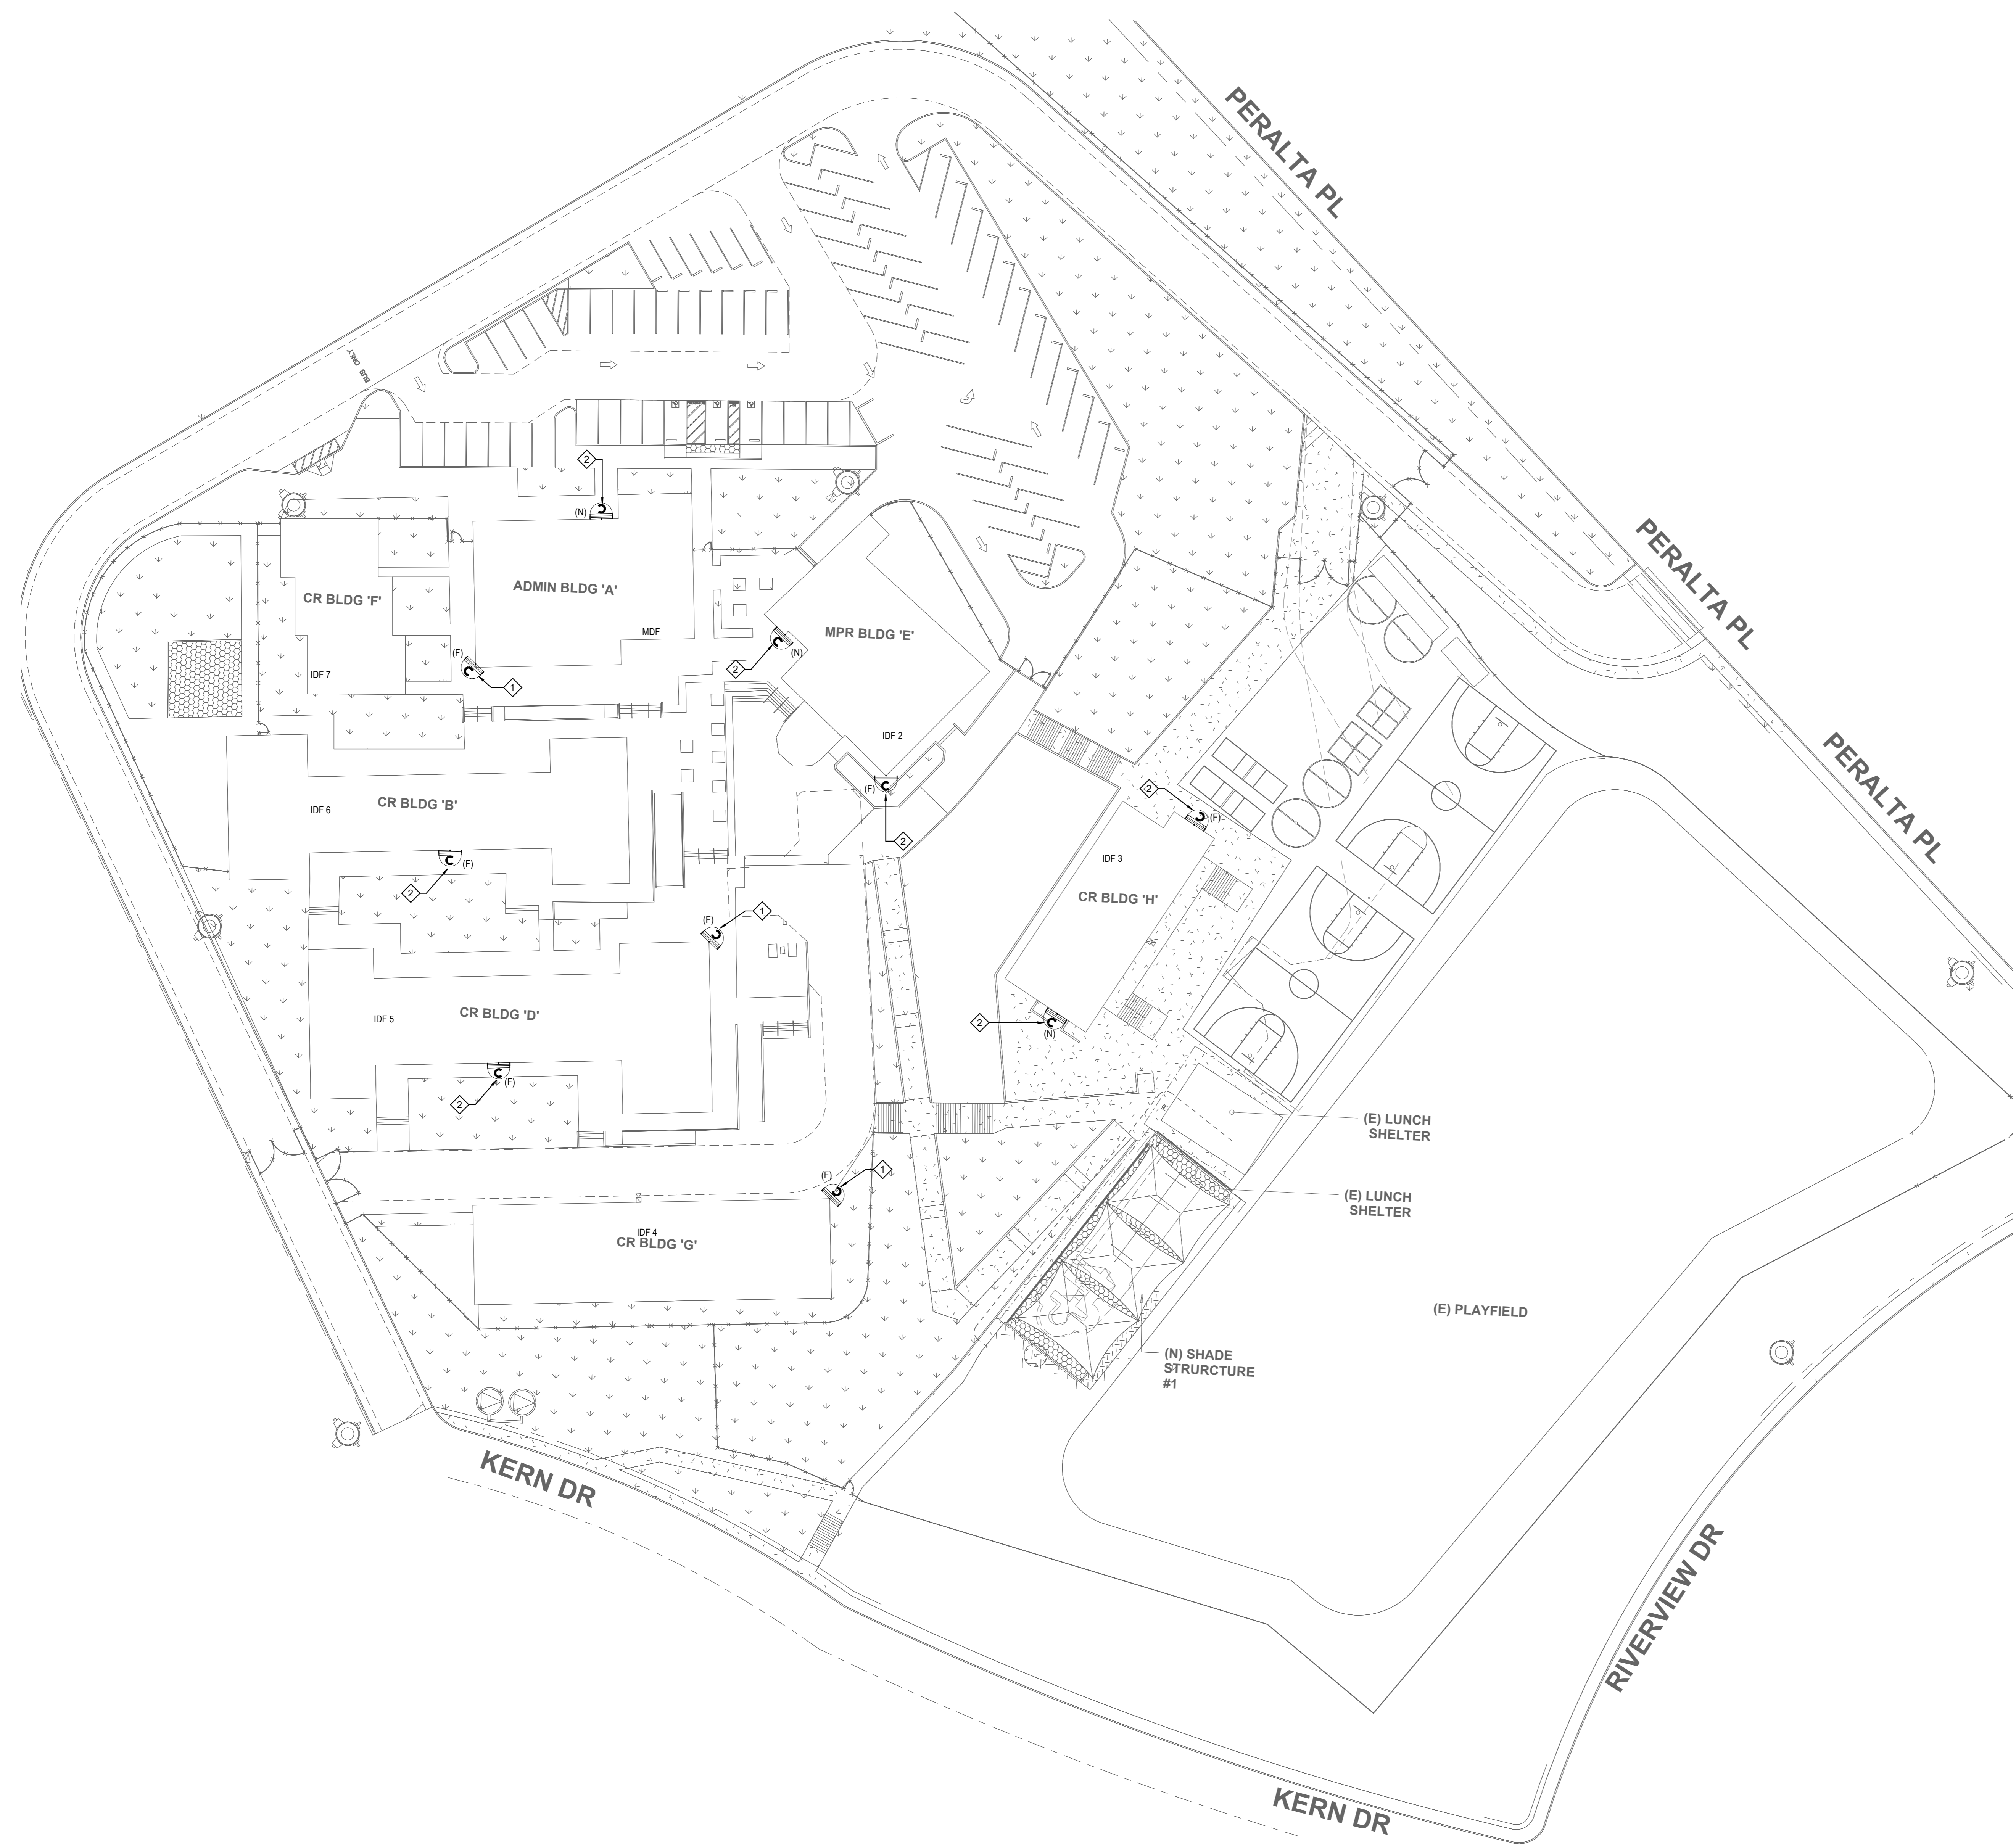 PERALTA PL
BUS ONLY
2
(N)
PERALTA PL
CR BLDG 'F'
ADMIN BLDG 'A'
MDF
MPR BLDG 'E'
(F)
1
IDF 7
2
(N)
IDF 2
PERALTA PL
(F)
2
2
(F)
CR BLDG 'B'
IDF 6
(F)
2
IDF 3
CR BLDG 'H'
(F)
1
CR BLDG 'D'
IDF 5
2
(N)
(F)
2
(E) LUNCH
SHELTER
(F)
1
(E) LUNCH
SHELTER
IDF 4
CR BLDG 'G'
(E) PLAYFIELD
(N) SHADE
STRURCTURE
#1
KERN DR
RIVERVIEW DR
KERN DR